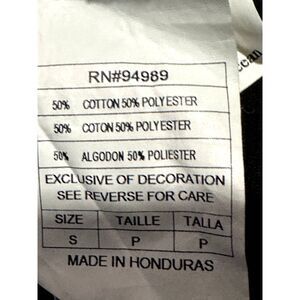 RN#94989
50% COTTON 50% POLYESTER
50% COTON 50% POLYESTER
50% ALGODON 50% POLIESTER
EXCLUSIVE OF DECORATION
SEE REVERSE FOR CARE
SIZE TAILLE TALLA
S P P
MADE IN HONDURAS